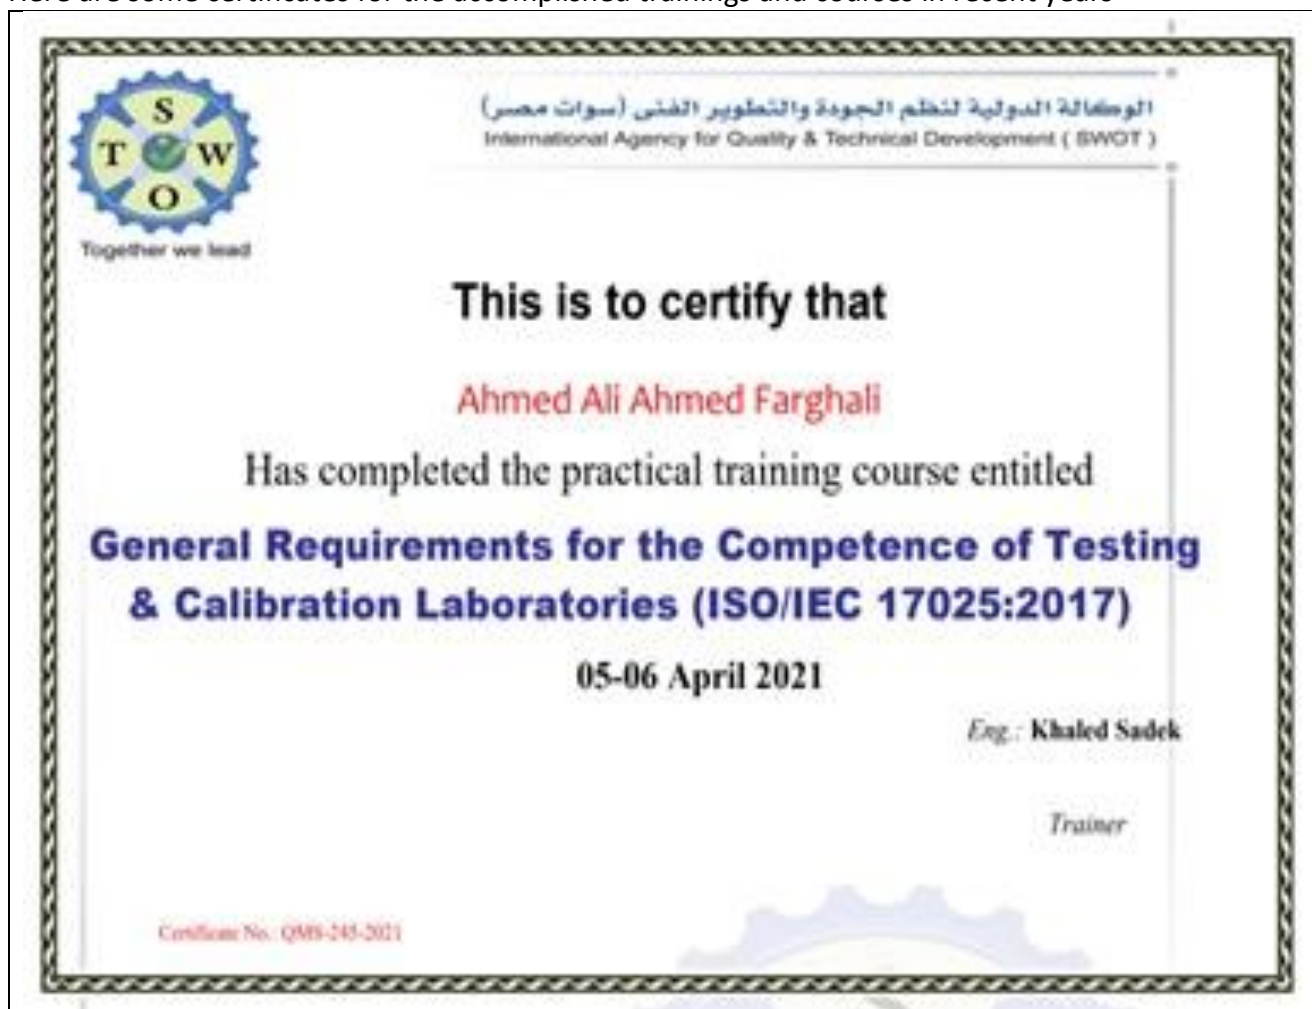 Here are some certificates for the accomplished trainings and courses in recent years
S
T W
O
Together we lead
الوكالة الدولية لنظم الجودة والتطوير الفنى (سوات مصر)
International Agency for Quality & Technical Development ( SWOT )
This is to certify that
Ahmed Ali Ahmed Farghali
Has completed the practical training course entitled
General Requirements for the Competence of Testing
& Calibration Laboratories (ISO/IEC 17025:2017)
05-06 April 2021
Eng.: Khaled Sadek
Trainer
Certificate No.: QMS-245-2021